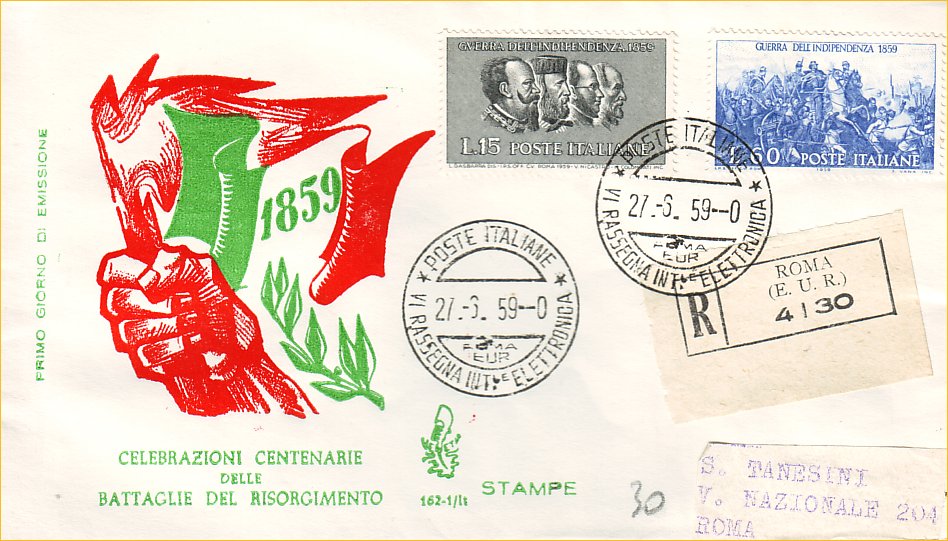 PRIMO GIORNO DI EMISSIONE
1859
CELEBRAZIONI CENTENARIE
delle
BATTAGLIE DEL RISORGIMENTO
162-1/It
STAMPE
30
GUERRA DELL'INDIPENDENZA 1859
L.15 POSTE ITALIANE
GUERRA DELL'INDIPENDENZA 1859
60 POSTE ITALIANE
1959
POSTE ITALIANE
27.-6. 59--0
ROMA
EUR
VI RASSEGNA INT.LE ELETTRONICA
POSTE ITALIANE
27.-6. 59--0
ROMA
EUR
VI RASSEGNA INT.LE ELETTRONICA
R
ROMA
(E. U. R.)
4130
S. TANESINI
V. NAZIONALE 204
ROMA